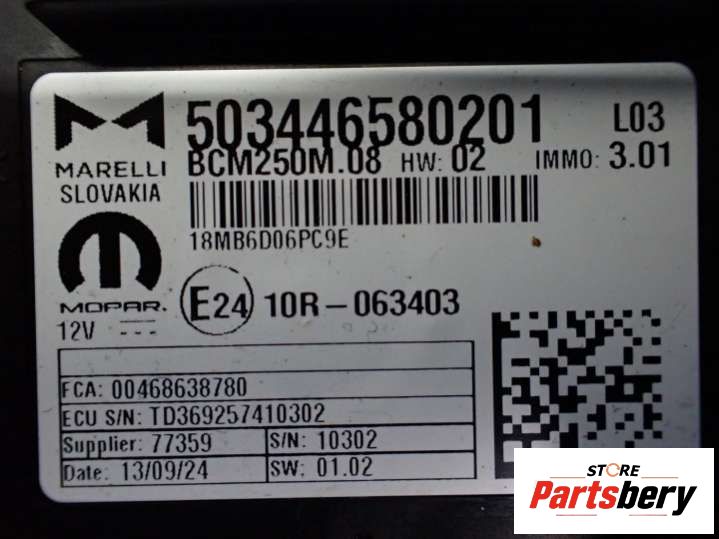 503446580201 L03
MARELLI BCM250M.08 HW: 02 IMMO: 3.01
SLOVAKIA
18MB6D06PC9E
MOPAR. E24 10R-063403
12V
FCA: 00468638780
ECU S/N: TD369257410302
Supplier: 77359 S/N: 10302
Date: 13/09/24 SW: 01.02
STORE
Partsbery